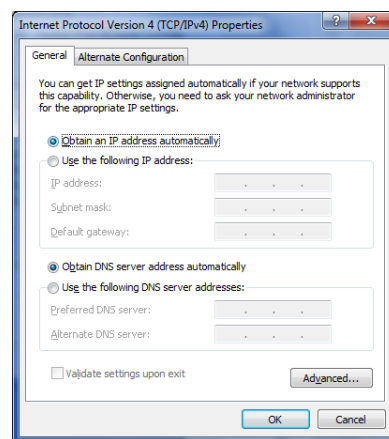 Internet Protocol Version 4 (TCP/IPv4) Properties
General
Alternate Configuration
You can get IP settings assigned automatically if your network supports
this capability. Otherwise, you need to ask your network administrator
for the appropriate IP settings.
Obtain an IP address automatically
Use the following IP address:
IP address:
Subnet mask:
Default gateway:
Obtain DNS server address automatically
Use the following DNS server addresses:
Preferred DNS server:
Alternate DNS server:
Validate settings upon exit
Advanced...
OK
Cancel